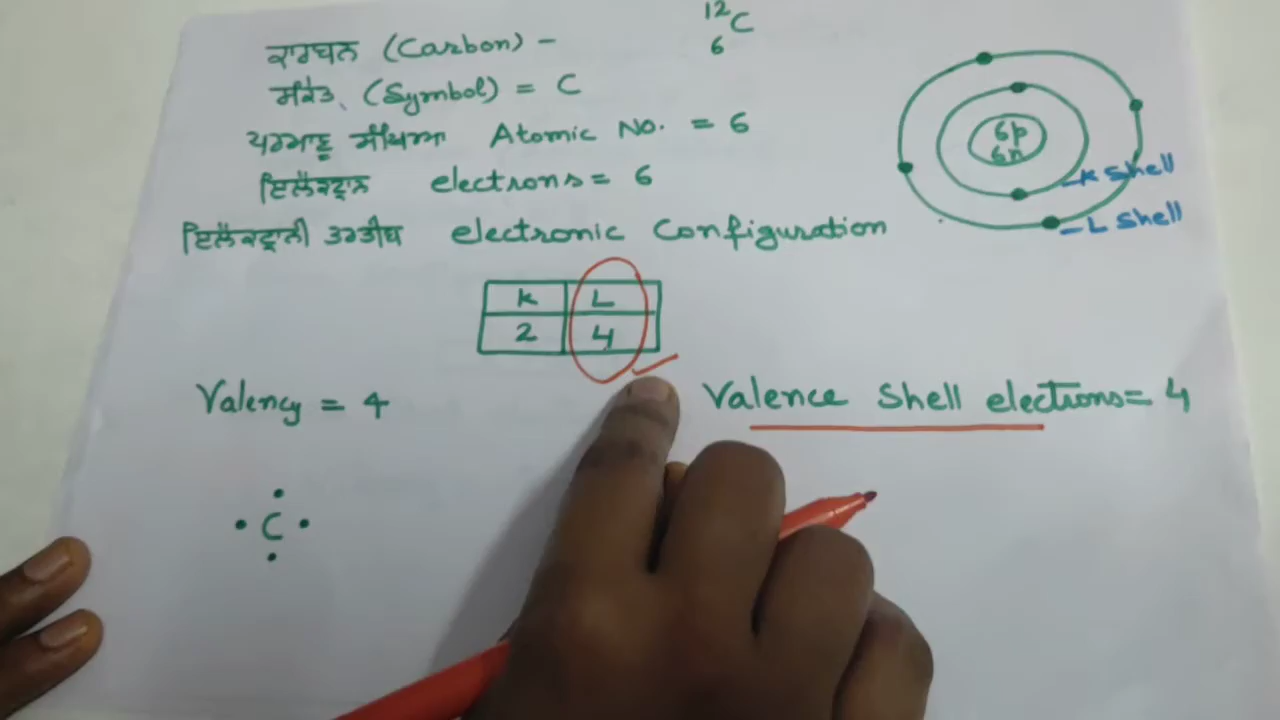 ਕਾਰਬਨ (Carbon) –
12
6 C
ਸੰਕੇਤ (Symbol) = C
ਪਰਮਾਣੂ ਸੰਖਿਆ Atomic No. = 6
ਇਲੈਕਟ੍ਰਾਨ electrons = 6
6p
6n
K Shell
L Shell
ਇਲੈਕਟ੍ਰਾਨੀ ਤਰਤੀਬ electronic Configuration
K L
2 4
Valency = 4
Valence Shell electrons = 4
C